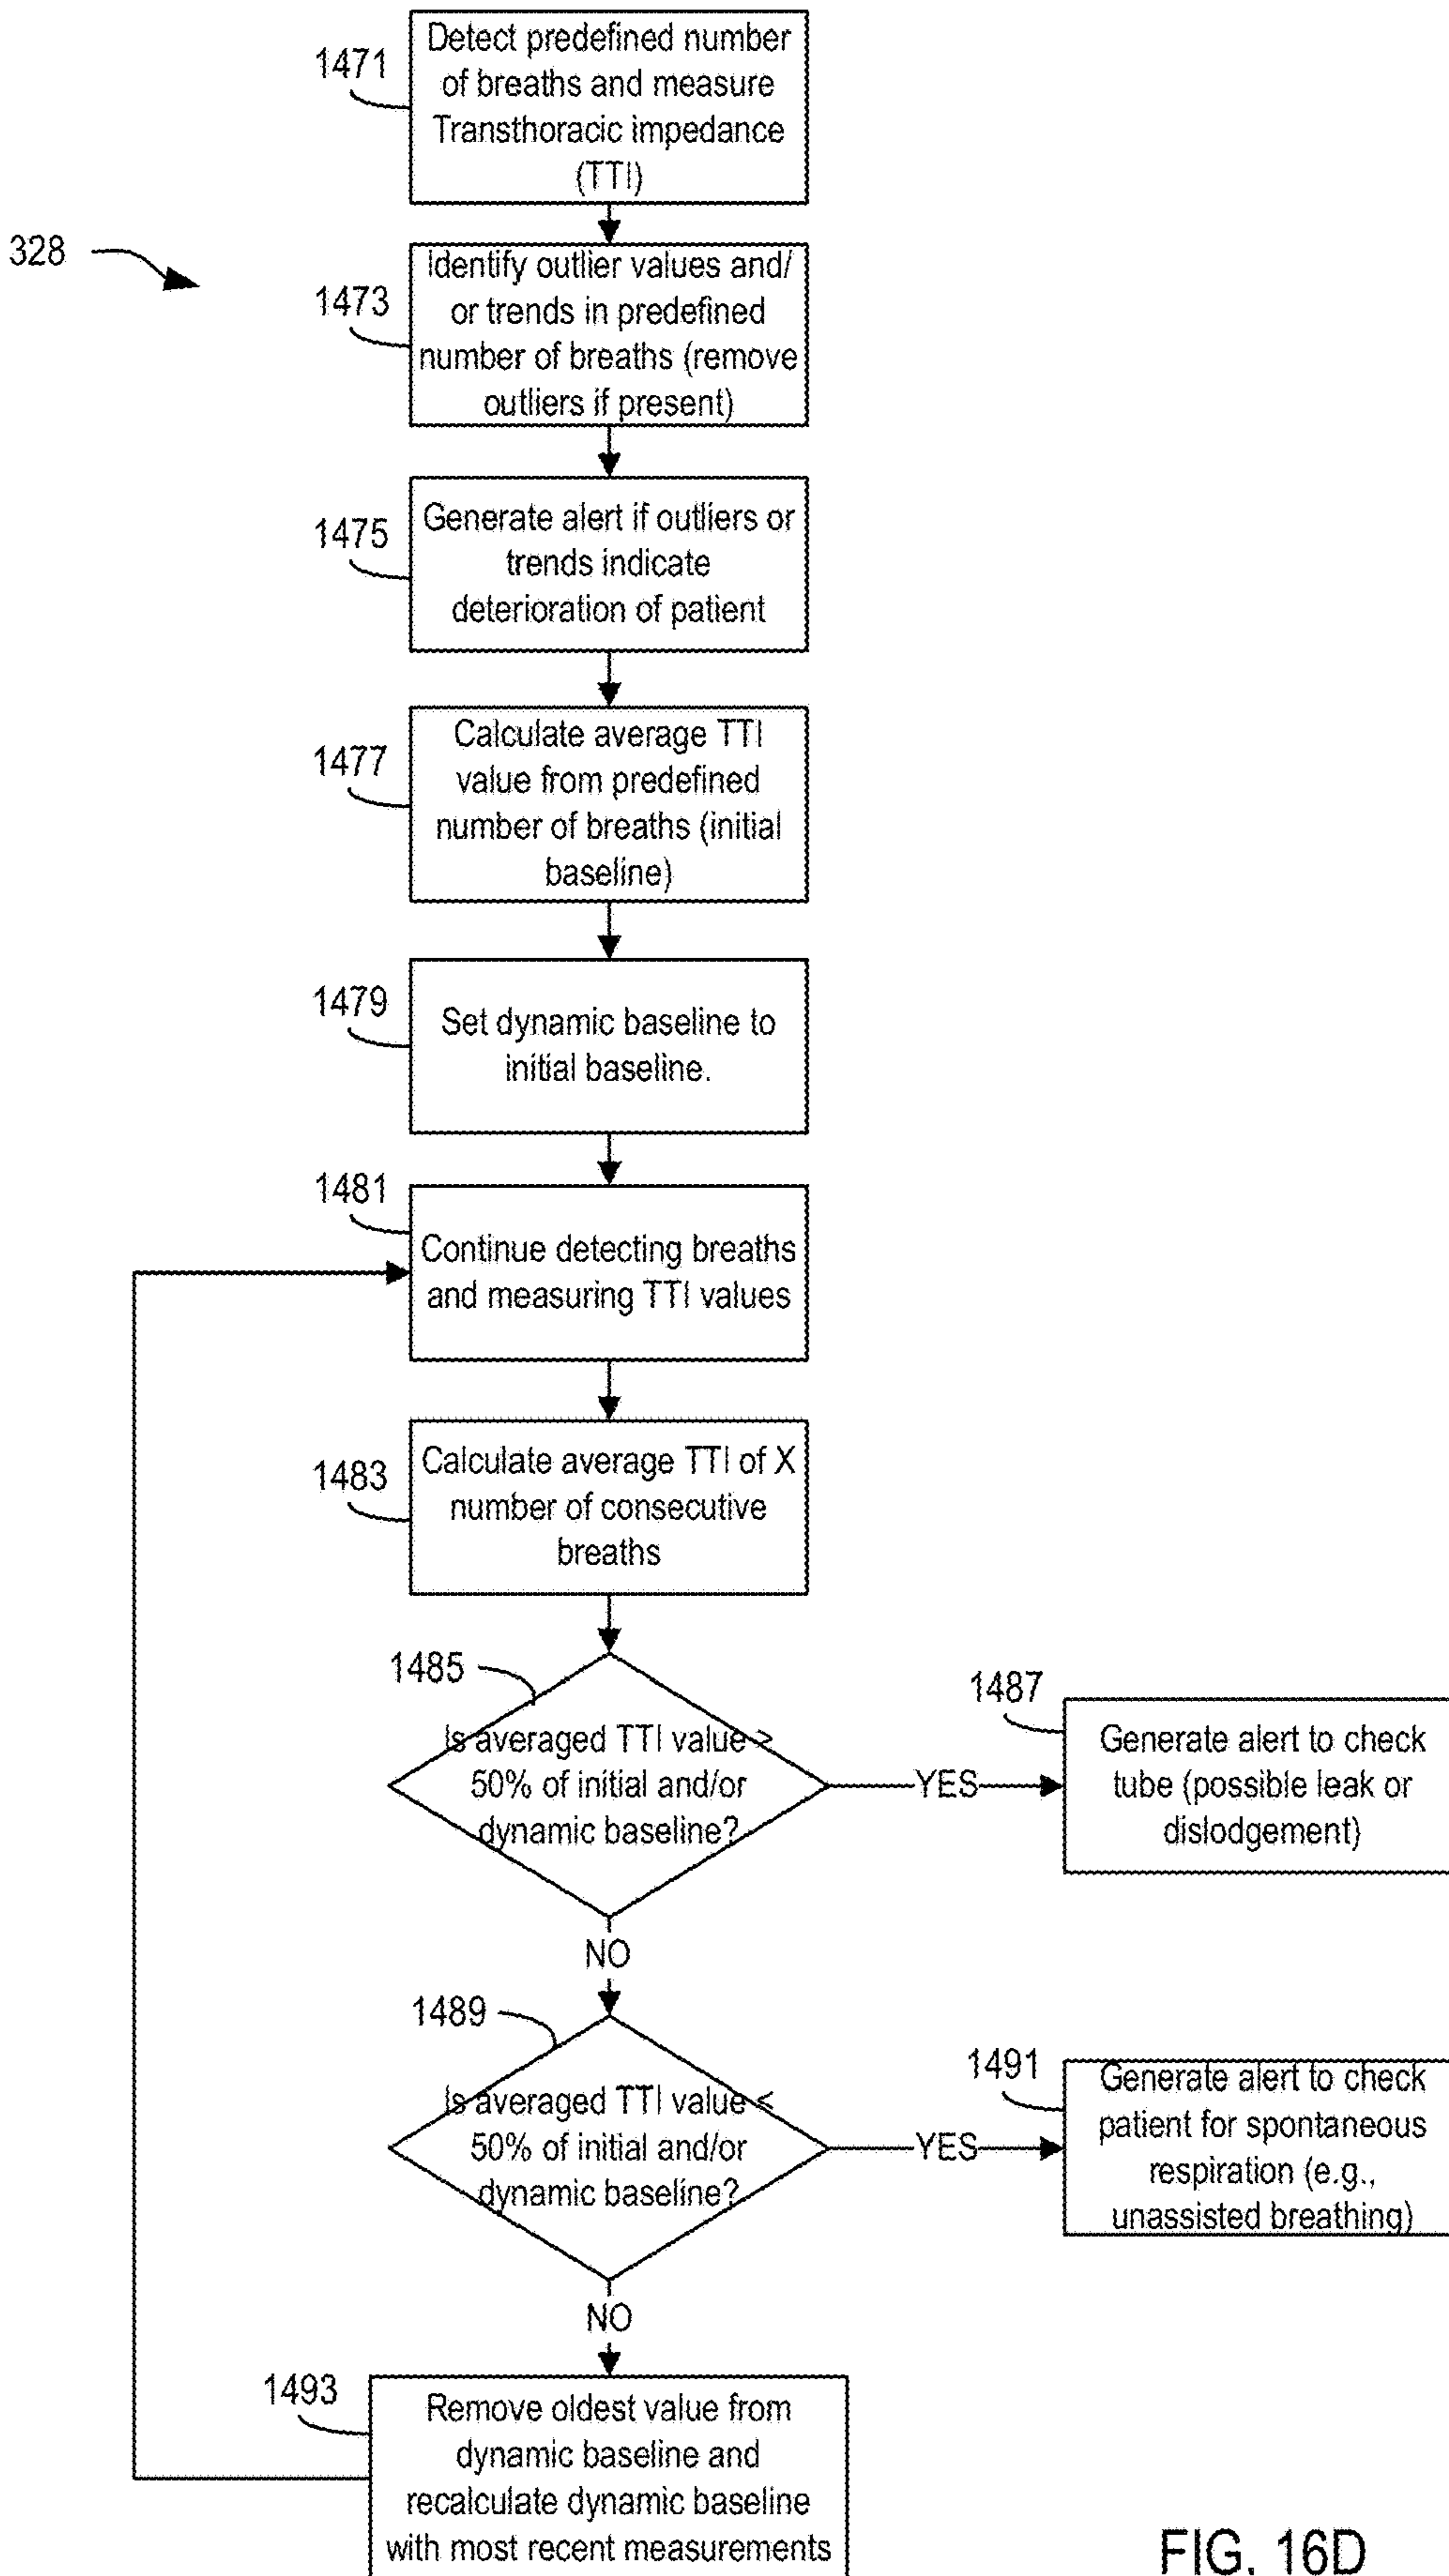 1471
Detect predefined number
of breaths and measure
Transthoracic impedance
(TTI)
328
1473
Identify outlier values and/
or trends in predefined
number of breaths (remove
outliers if present)
1475
Generate alert if outliers or
trends indicate
deterioration of patient
1477
Calculate average TTI
value from predefined
number of breaths (initial
baseline)
1479
Set dynamic baseline to
initial baseline.
1481
Continue detecting breaths
and measuring TTI values
1483
Calculate average TTI of X
number of consecutive
breaths
1485
Is averaged TTI value >
50% of initial and/or
dynamic baseline?
YES
1487
Generate alert to check
tube (possible leak or
dislodgement)
NO
1489
Is averaged TTI value <
50% of initial and/or
dynamic baseline?
YES
1491
Generate alert to check
patient for spontaneous
respiration (e.g.,
unassisted breathing)
NO
1493
Remove oldest value from
dynamic baseline and
recalculate dynamic baseline
with most recent measurements
FIG. 16D